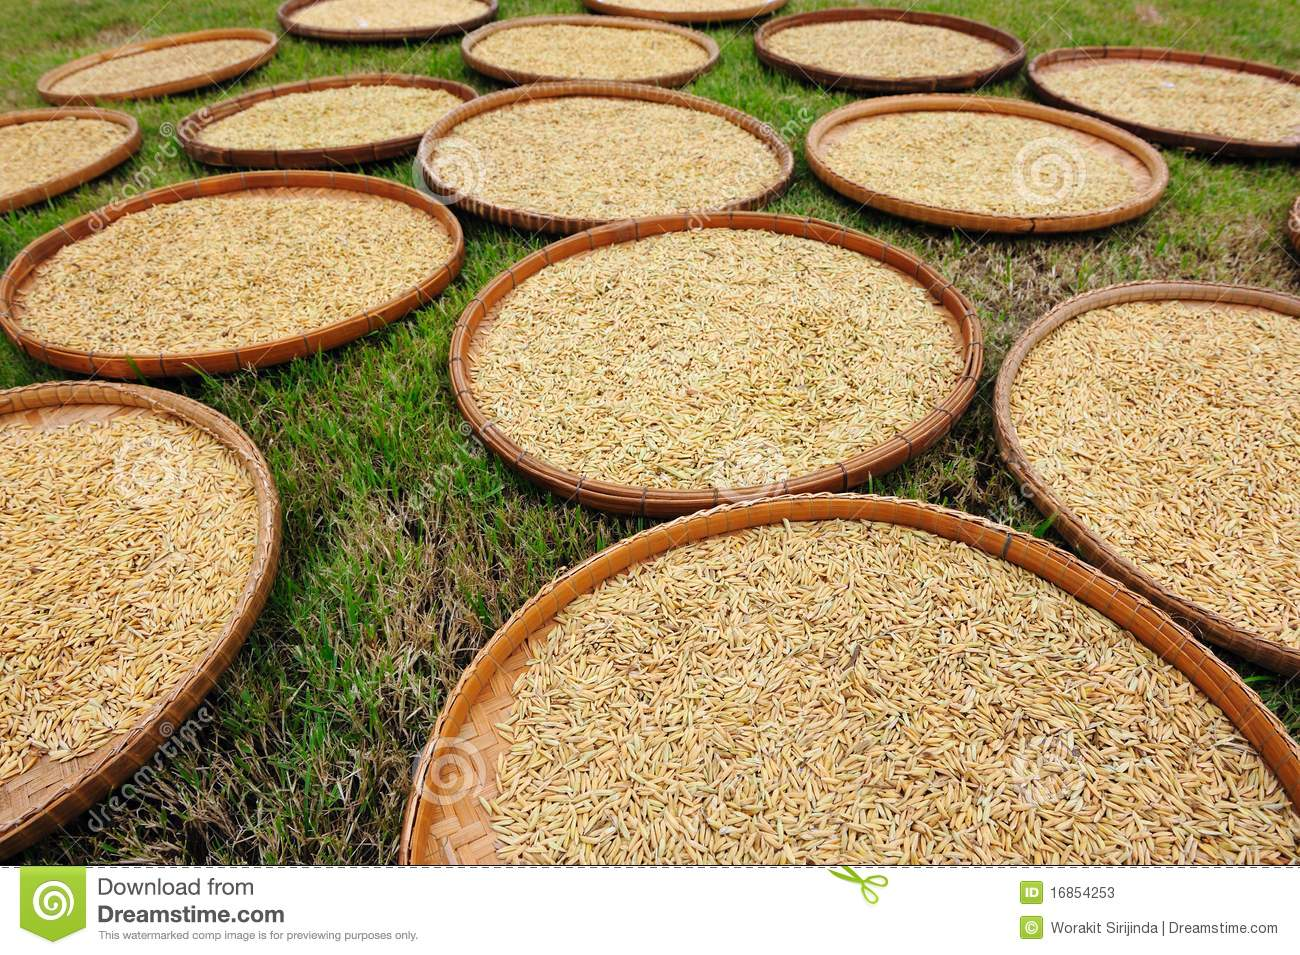 Download from
Dreamstime.com
This watermarked comp image is for previewing purposes only.
ID 16854253
© Worakit Sirijinda | Dreamstime.com